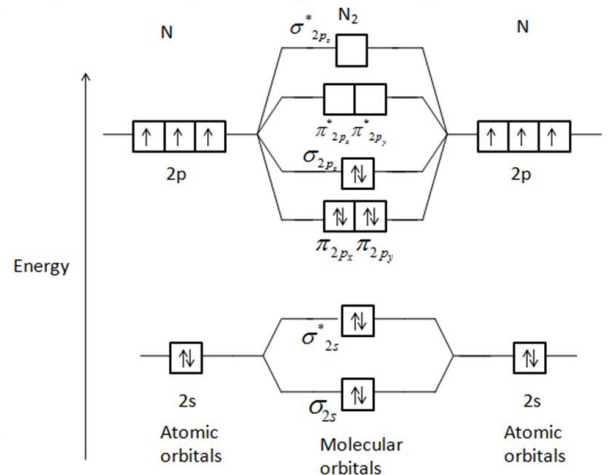 N
N₂
N
σ*₂pz
π*₂px π*₂py
σ₂pz
2p
2p
π₂px π₂py
Energy
σ*₂s
2s
σ₂s
2s
Atomic
orbitals
Molecular
orbitals
Atomic
orbitals